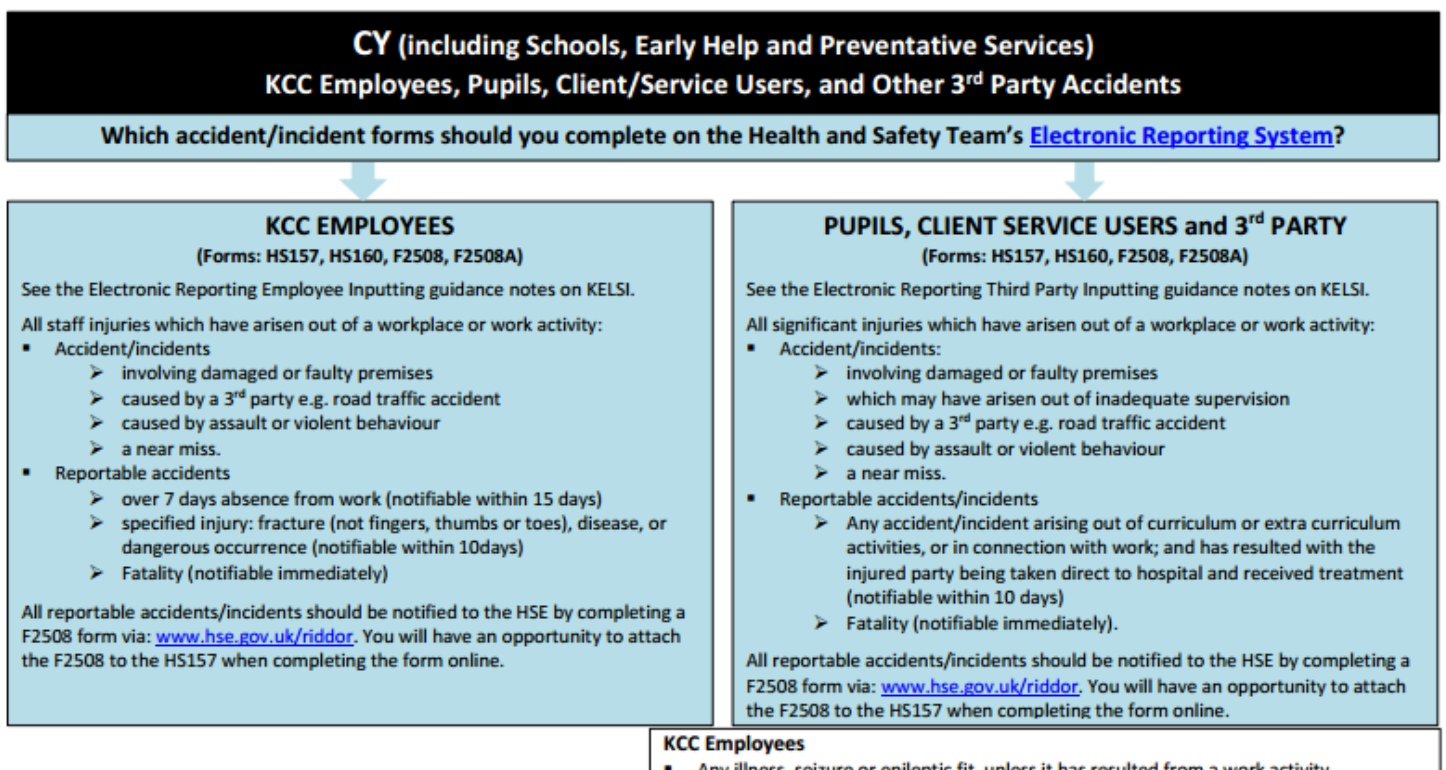 CY (including Schools, Early Help and Preventative Services)
KCC Employees, Pupils, Client/Service Users, and Other 3rd Party Accidents
Which accident/incident forms should you complete on the Health and Safety Team's Electronic Reporting System?
KCC EMPLOYEES
(Forms: HS157, HS160, F2508, F2508A)
See the Electronic Reporting Employee Inputting guidance notes on KELSI.
All staff injuries which have arisen out of a workplace or work activity:
▪ Accident/incidents
➢ involving damaged or faulty premises
➢ caused by a 3rd party e.g. road traffic accident
➢ caused by assault or violent behaviour
➢ a near miss.
▪ Reportable accidents
➢ over 7 days absence from work (notifiable within 15 days)
➢ specified injury: fracture (not fingers, thumbs or toes), disease, or
dangerous occurrence (notifiable within 10days)
➢ Fatality (notifiable immediately)
All reportable accidents/incidents should be notified to the HSE by completing a
F2508 form via: www.hse.gov.uk/riddor. You will have an opportunity to attach
the F2508 to the HS157 when completing the form online.
PUPILS, CLIENT SERVICE USERS and 3rd PARTY
(Forms: HS157, HS160, F2508, F2508A)
See the Electronic Reporting Third Party Inputting guidance notes on KELSI.
All significant injuries which have arisen out of a workplace or work activity:
▪ Accident/incidents:
➢ involving damaged or faulty premises
➢ which may have arisen out of inadequate supervision
➢ caused by a 3rd party e.g. road traffic accident
➢ caused by assault or violent behaviour
➢ a near miss.
▪ Reportable accidents/incidents
➢ Any accident/incident arising out of curriculum or extra curriculum
activities, or in connection with work; and has resulted with the
injured party being taken direct to hospital and received treatment
(notifiable within 10 days)
➢ Fatality (notifiable immediately).
All reportable accidents/incidents should be notified to the HSE by completing a
F2508 form via: www.hse.gov.uk/riddor. You will have an opportunity to attach
the F2508 to the HS157 when completing the form online.
KCC Employees
▪ Any illness, seizure or epileptic fit, unless it has resulted from a work activity